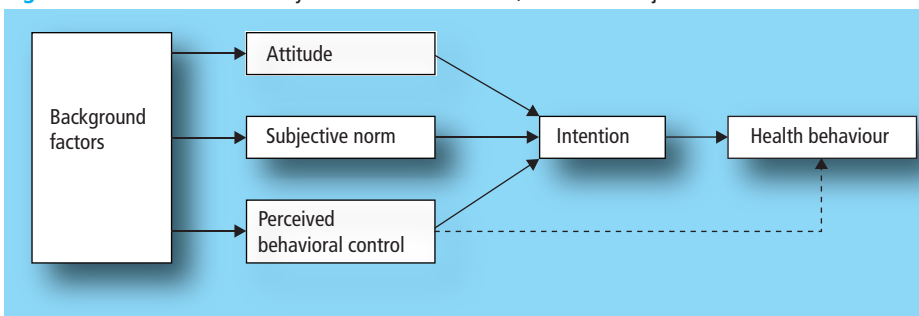 Background
factors
Attitude
Subjective norm
Perceived
behavioral control
Intention
Health behaviour